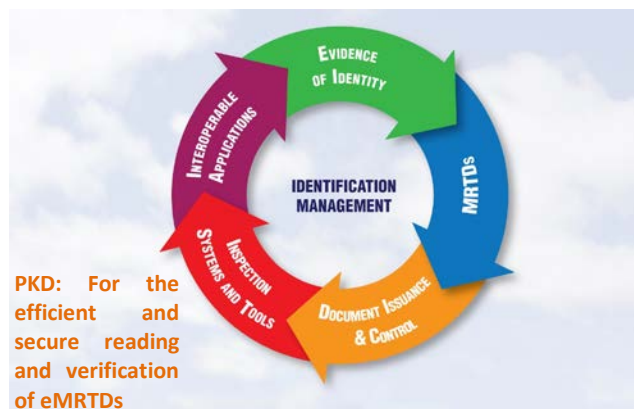 EVIDENCE
OF IDENTITY
MRTDs
DOCUMENT ISSUANCE
& CONTROL
INSPECTION
SYSTEMS AND TOOLS
INTEROPERABLE
APPLICATIONS
IDENTIFICATION
MANAGEMENT
PKD: For the
efficient and
secure reading
and verification
of eMRTDs